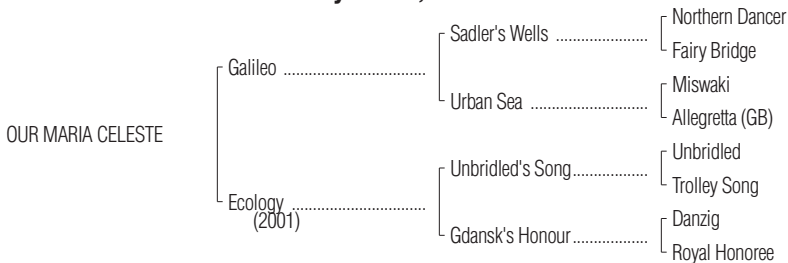 Northern Dancer
Sadler's Wells ....................
Fairy Bridge
Galileo ..................................
Miswaki
Urban Sea ..........................
Allegretta (GB)
OUR MARIA CELESTE
Unbridled
Unbridled's Song.................
Trolley Song
Ecology ................................
(2001)
Danzig
Gdansk's Honour.................
Royal Honoree